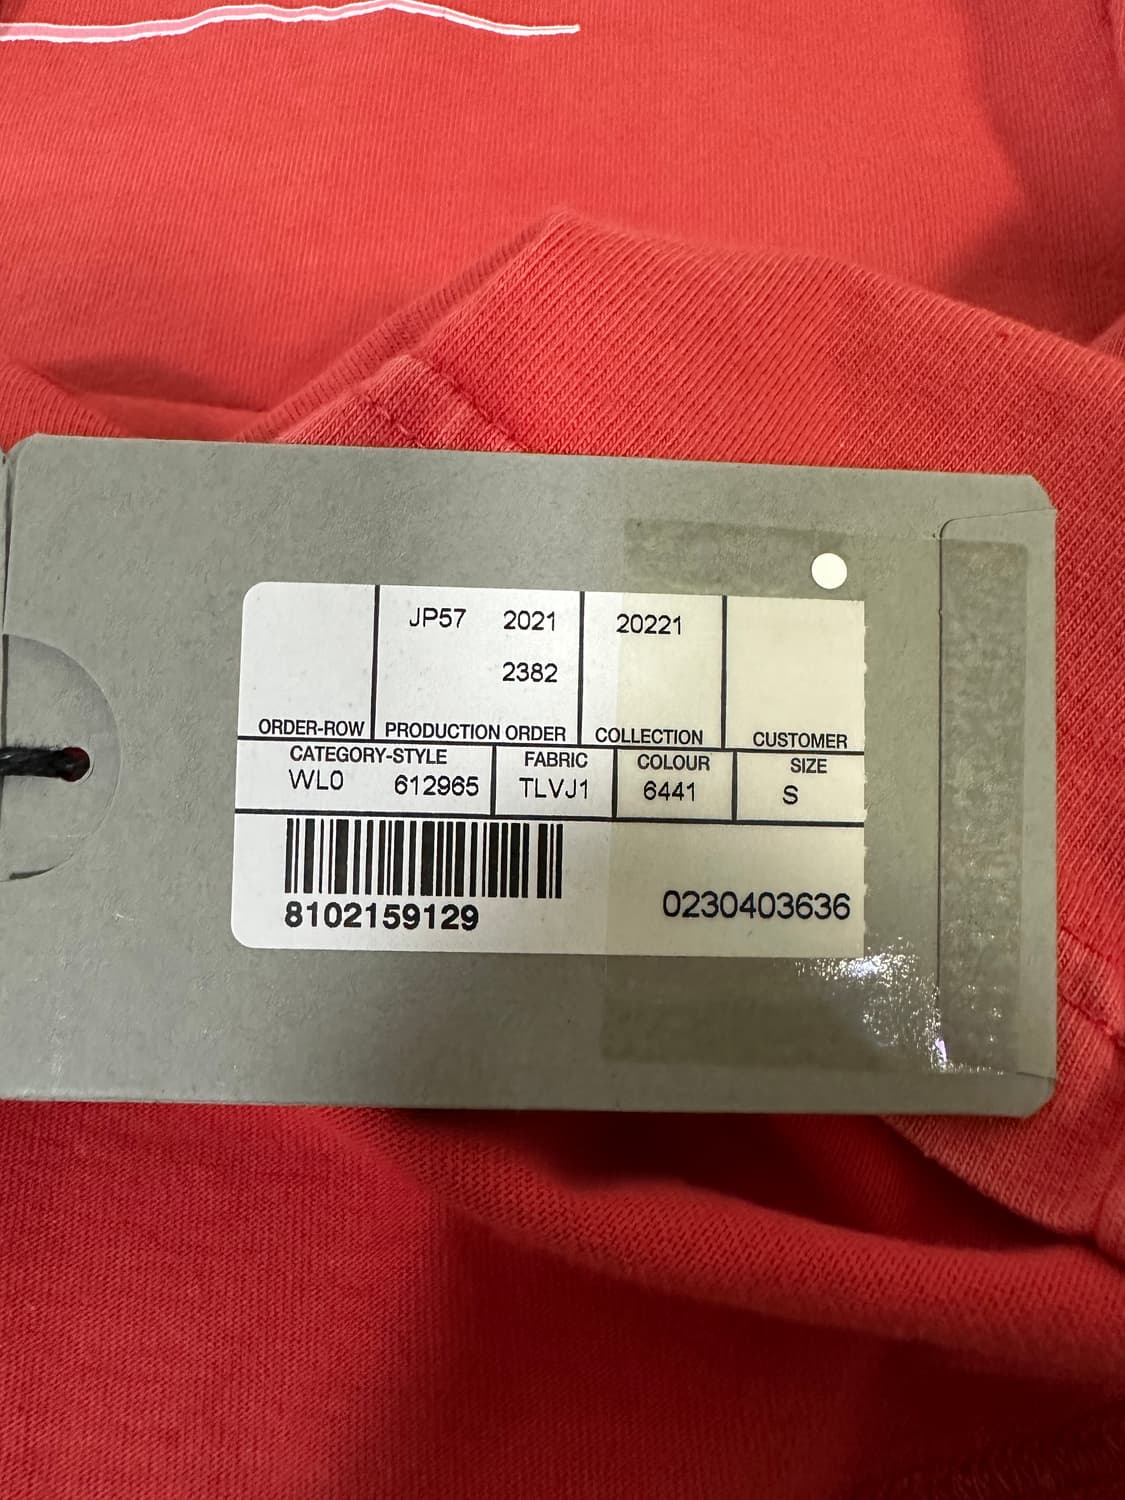 JP57 2021 20221
2382
ORDER-ROW PRODUCTION ORDER COLLECTION CUSTOMER
CATEGORY-STYLE FABRIC COLOUR SIZE
WL0 612965 TLVJ1 6441 S
8102159129 0230403636